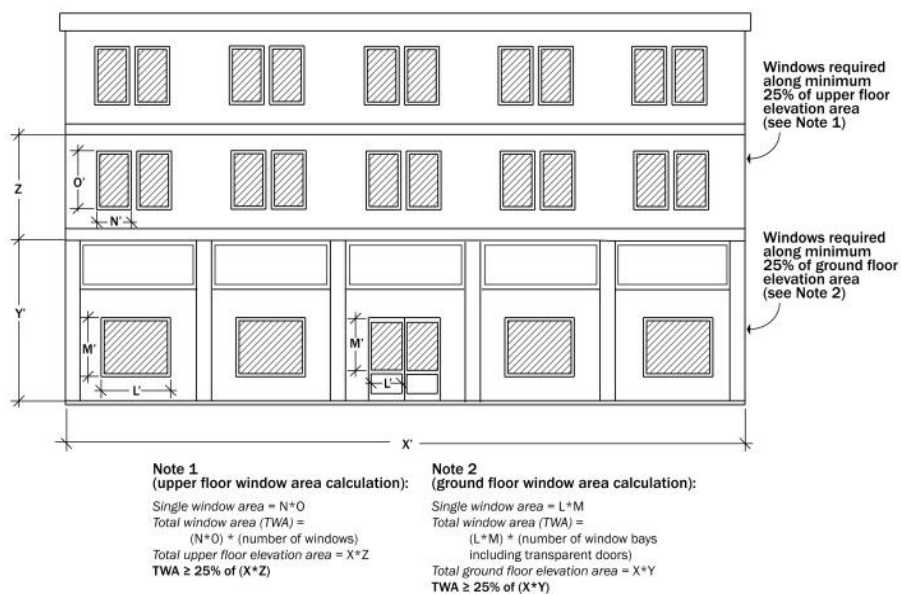 Windows required
along minimum
25% of upper floor
elevation area
(see Note 1)
Z
O'
N'
Windows required
along minimum
25% of ground floor
elevation area
(see Note 2)
Y'
M'
L'
M'
L'
X'
Note 1
(upper floor window area calculation):
Single window area = N*O
Total window area (TWA) =
(N*O) * (number of windows)
Total upper floor elevation area = X*Z
TWA ≥ 25% of (X*Z)
Note 2
(ground floor window area calculation):
Single window area = L*M
Total window area (TWA) =
(L*M) * (number of window bays
including transparent doors)
Total ground floor elevation area = X*Y
TWA ≥ 25% of (X*Y)